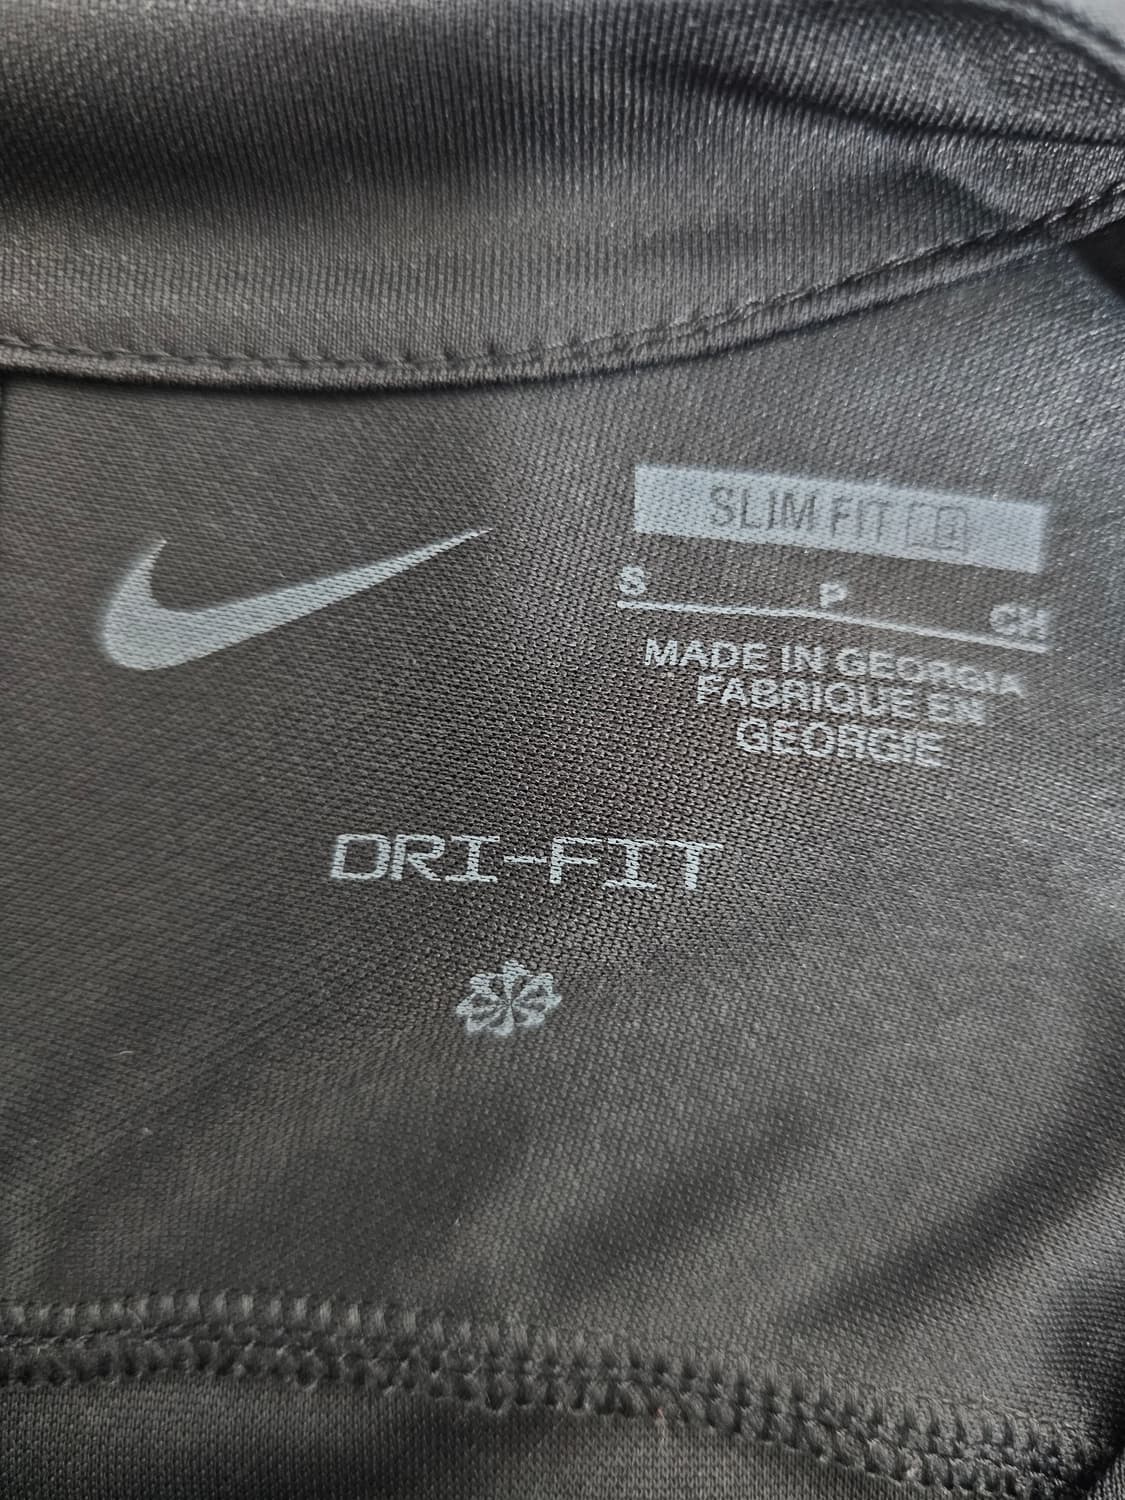 SLIM FIT
S P CH
MADE IN GEORGIA
FABRIQUE EN
GEORGIE
DRI-FIT